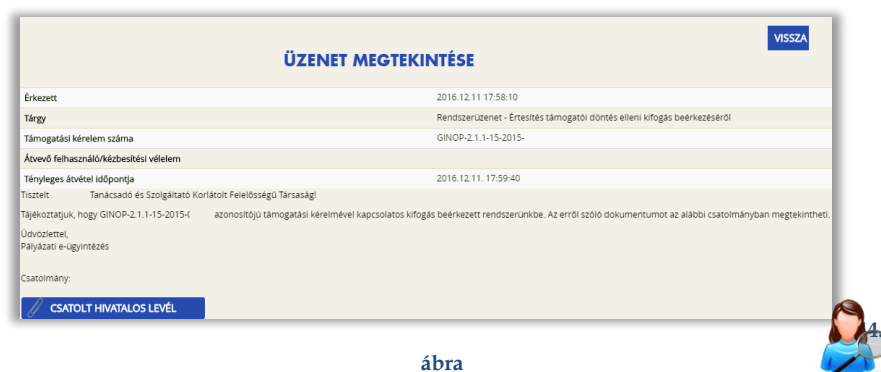 VISSZA
ÜZENET MEGTEKINTÉSE
Érkezett 2016.12.11 17:58:10
Tárgy Rendszerüzenet - Értesítés támogatói döntés elleni kifogás beérkezéséről
Támogatási kérelem száma GINOP-2.1.1-15-2015-
Átvevő felhasználó/kézbesítési vélelem
Tényleges átvétel időpontja 2016.12.11. 17:59:40
Tisztelt Tanácsadó és Szolgáltató Korlátolt Felelősségű Társaság!
Tájékoztatjuk, hogy GINOP-2.1.1-15-2015-( azonosítójú támogatási kérelmével kapcsolatos kifogás beérkezett rendszerünkbe. Az erről szóló dokumentumot az alábbi csatolmányban megtekintheti.
Üdvözlettel,
Pályázati e-ügyintézés
Csatolmány:
CSATOLT HIVATALOS LEVÉL
4.
ábra